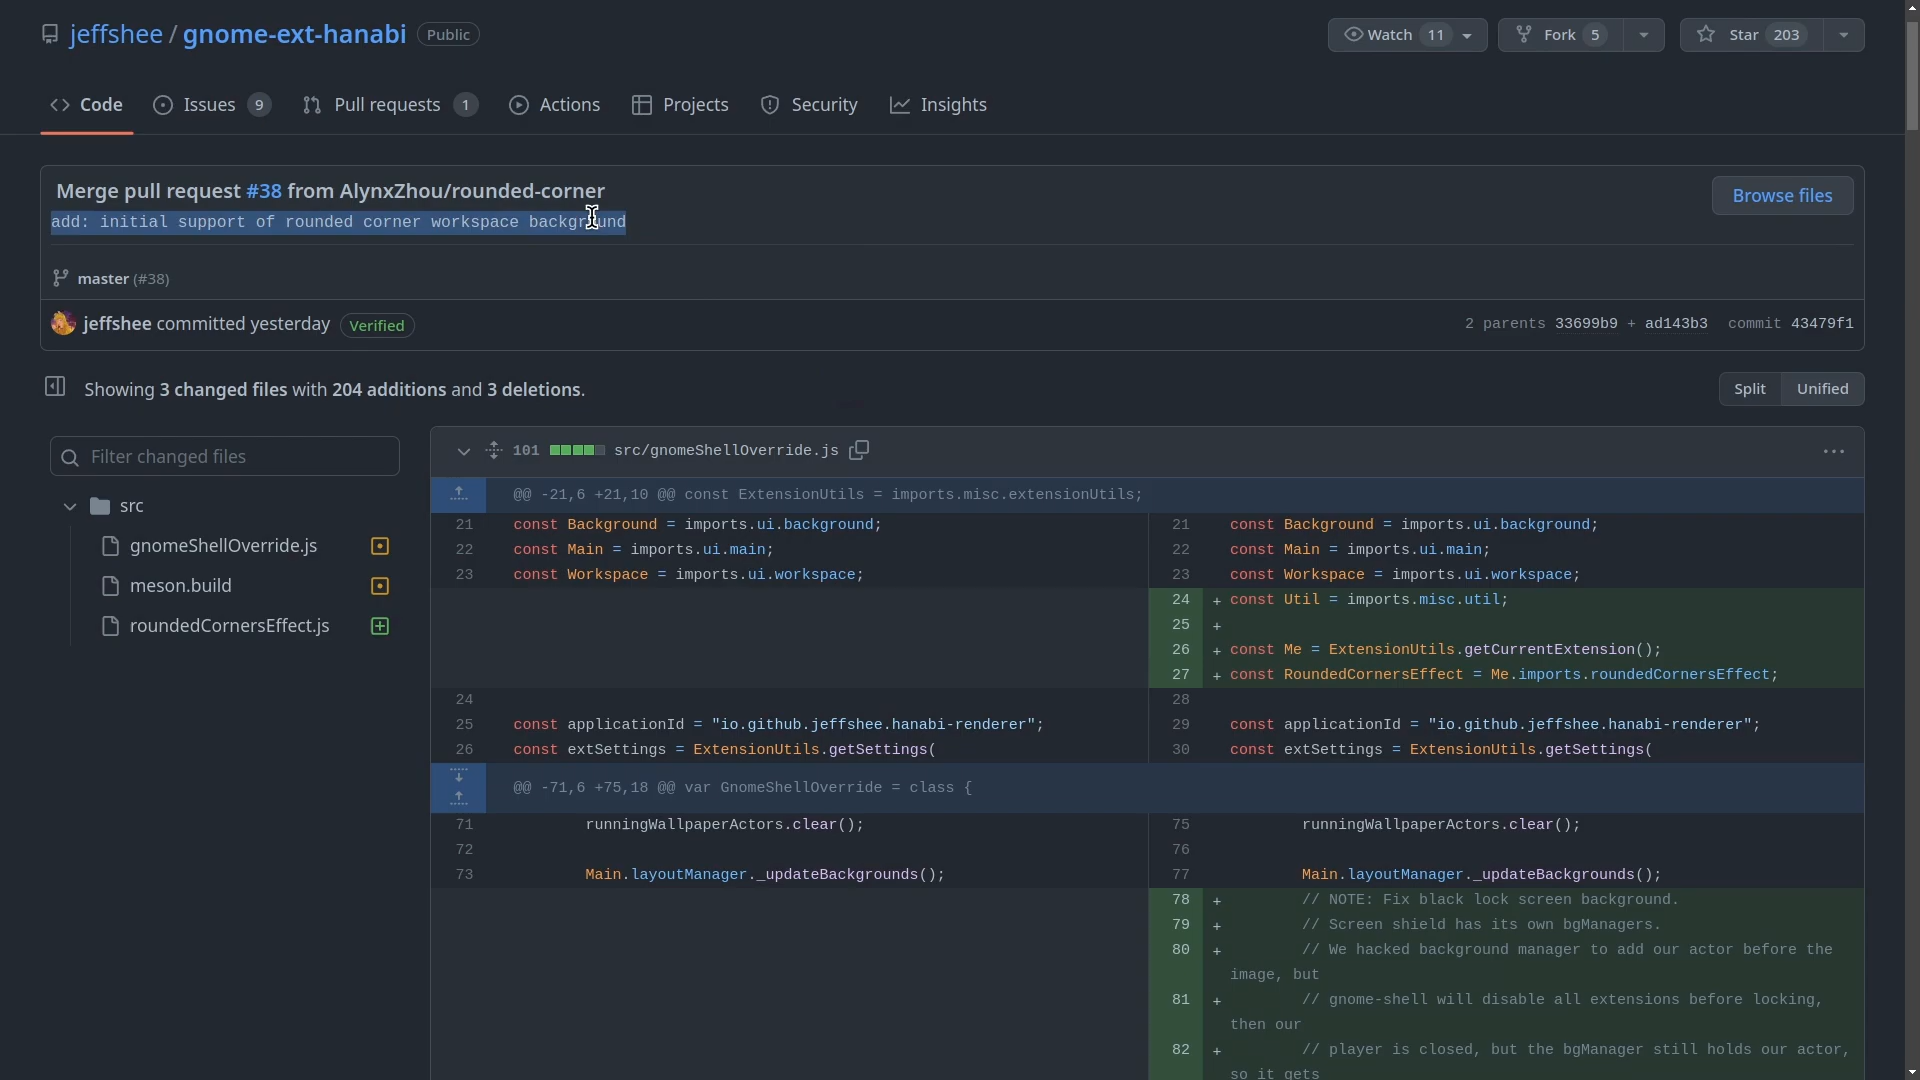 jeffshee / gnome-ext-hanabi Public
Watch 11 Fork 5 Star 203
Code Issues 9 Pull requests 1 Actions Projects Security Insights
Merge pull request #38 from AlynxZhou/rounded-corner
Browse files
add: initial support of rounded corner workspace background
master (#38)
jeffshee committed yesterday Verified
2 parents 33699b9 + ad143b3 commit 43479f1
Showing 3 changed files with 204 additions and 3 deletions.
Split Unified
Filter changed files
src
gnomeShellOverride.js
meson.build
roundedCornersEffect.js
101 src/gnomeShellOverride.js
@@ -21,6 +21,10 @@ const ExtensionUtils = imports.misc.extensionUtils;
21 const Background = imports.ui.background; 21 const Background = imports.ui.background;
22 const Main = imports.ui.main; 22 const Main = imports.ui.main;
23 const Workspace = imports.ui.workspace; 23 const Workspace = imports.ui.workspace;
24 + const Util = imports.misc.util;
25 +
26 + const Me = ExtensionUtils.getCurrentExtension();
27 + const RoundedCornersEffect = Me.imports.roundedCornersEffect;
24 28
25 const applicationId = "io.github.jeffshee.hanabi-renderer"; 29 const applicationId = "io.github.jeffshee.hanabi-renderer";
26 const extSettings = ExtensionUtils.getSettings( 30 const extSettings = ExtensionUtils.getSettings(
@@ -71,6 +75,18 @@ var GnomeShellOverride = class {
71 runningWallpaperActors.clear(); 75 runningWallpaperActors.clear();
72 76
73 Main.layoutManager._updateBackgrounds(); 77 Main.layoutManager._updateBackgrounds();
78 + // NOTE: Fix black lock screen background.
79 + // Screen shield has its own bgManagers.
80 + // We hacked background manager to add our actor before the
image, but
81 + // gnome-shell will disable all extensions before locking,
then our
82 + // player is closed, but the bgManager still holds our actor,
so it gets